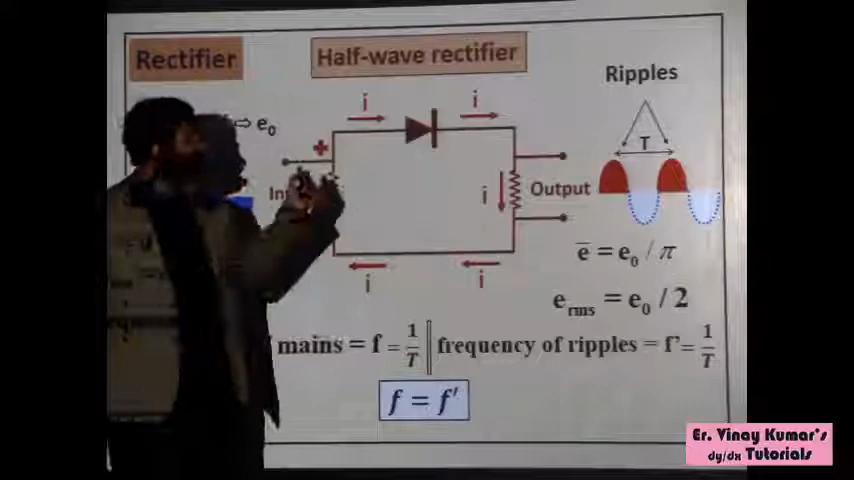 Rectifier
Half-wave rectifier
Ripples
i
i
⇨ e₀
+
T
i
Output
i
i
e̅ = e₀ / π
eᵣₘₛ = e₀ / 2
mains = f = 1/T | frequency of ripples = f' = 1/T
f = f'
Er. Vinay Kumar's
dy/dx Tutorials